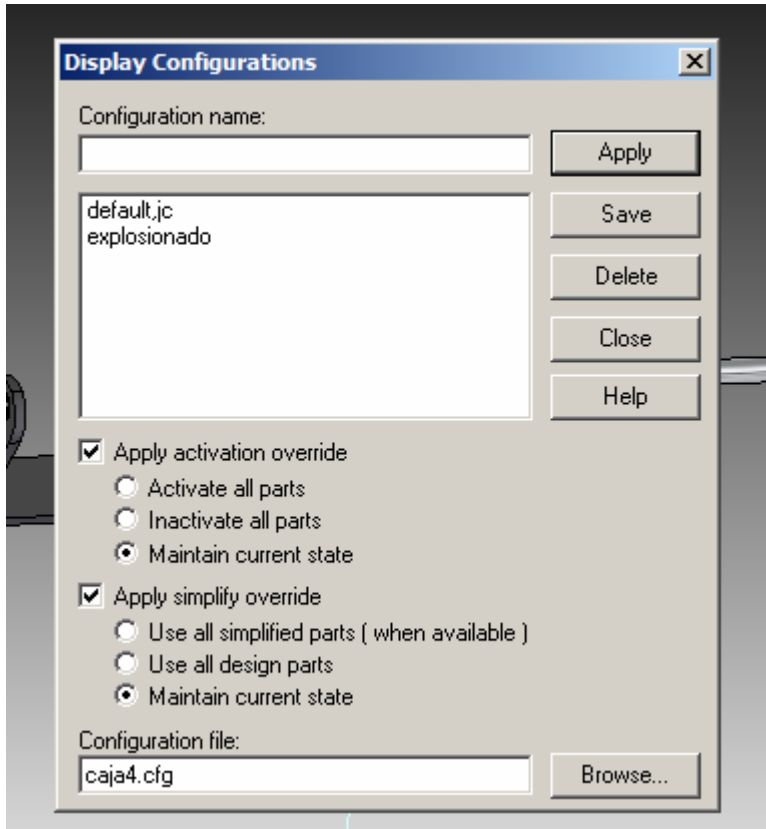 Display Configurations
Configuration name:
Apply
default,jc
explosionado
Save
Delete
Close
Help
Apply activation override
Activate all parts
Inactivate all parts
Maintain current state
Apply simplify override
Use all simplified parts ( when available )
Use all design parts
Maintain current state
Configuration file:
caja4.cfg
Browse...